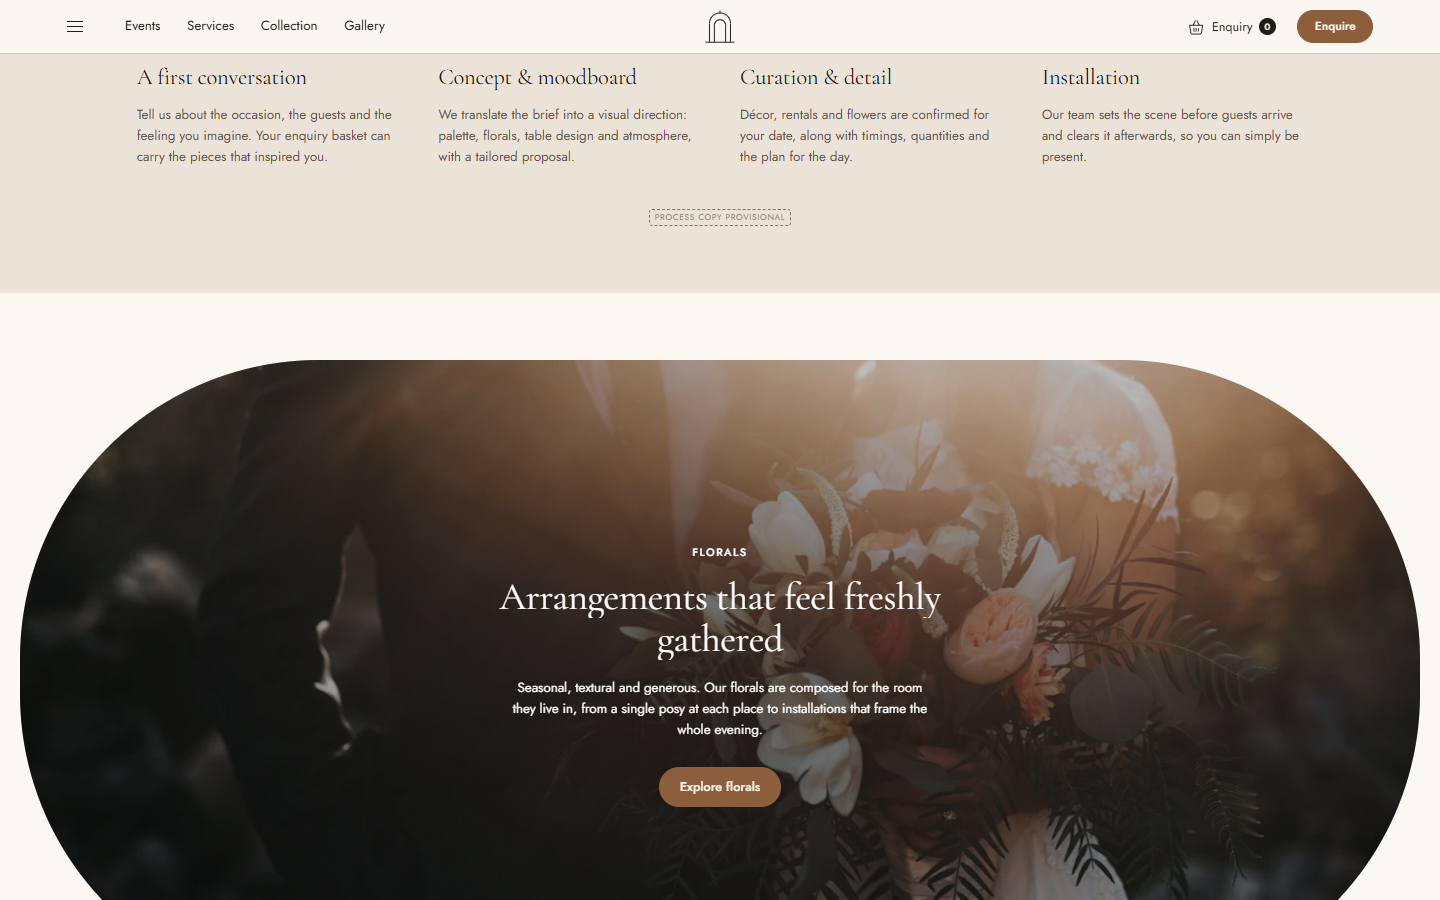 Events Services Collection Gallery Enquiry 0 Enquire
A first conversation
Tell us about the occasion, the guests and the
feeling you imagine. Your enquiry basket can
carry the pieces that inspired you.
Concept & moodboard
We translate the brief into a visual direction:
palette, florals, table design and atmosphere,
with a tailored proposal.
Curation & detail
Décor, rentals and flowers are confirmed for
your date, along with timings, quantities and
the plan for the day.
Installation
Our team sets the scene before guests arrive
and clears it afterwards, so you can simply be
present.
PROCESS COPY PROVISIONAL
FLORALS
Arrangements that feel freshly
gathered
Seasonal, textural and generous. Our florals are composed for the room
they live in, from a single posy at each place to installations that frame the
whole evening.
Explore florals